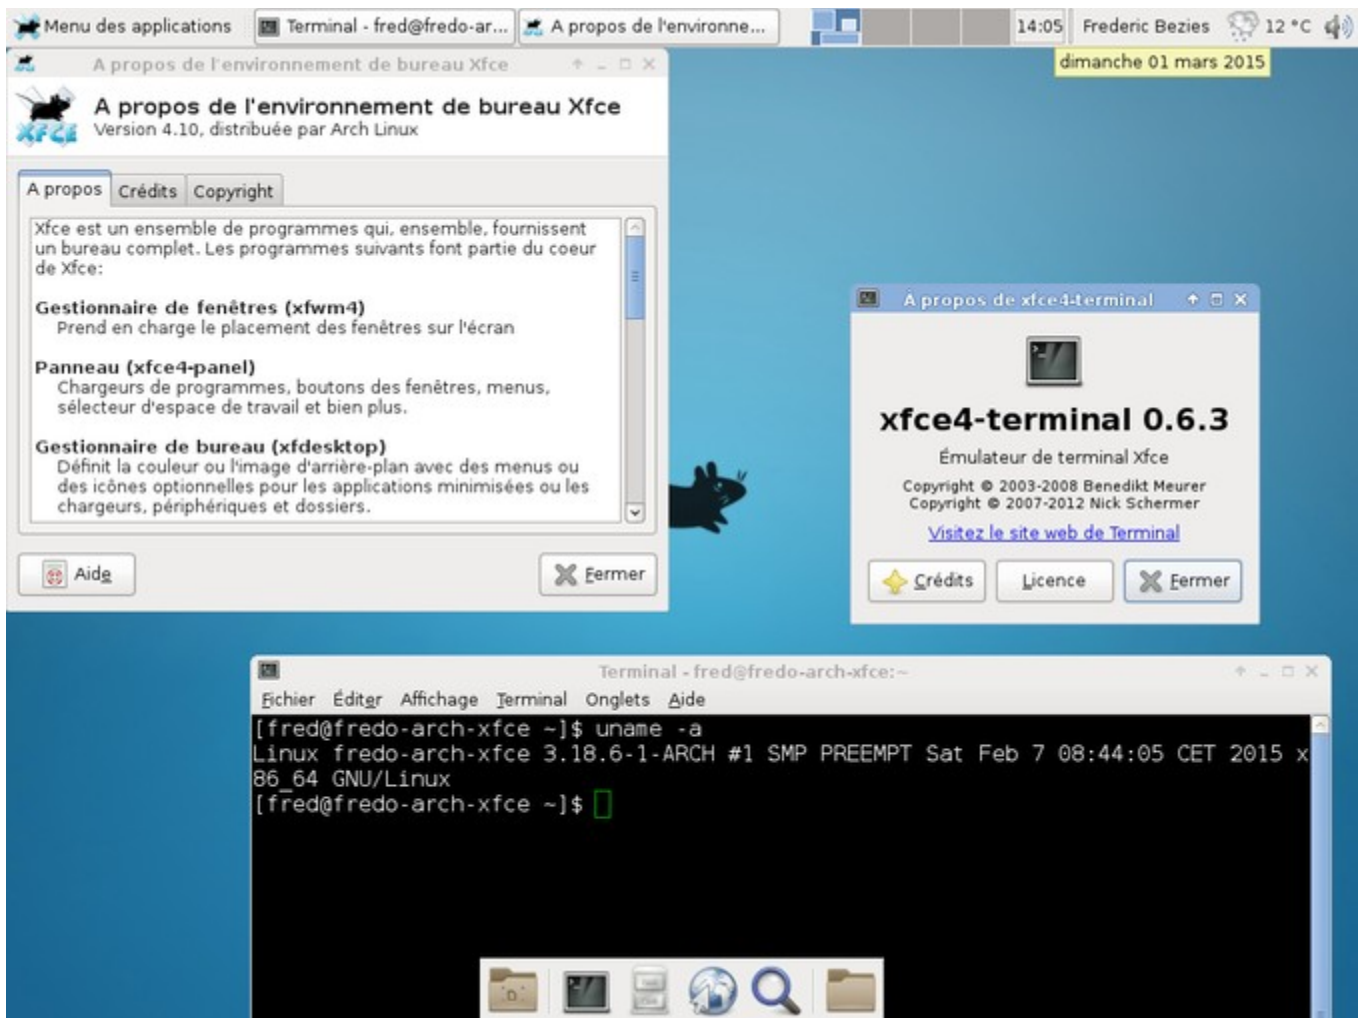 Menu des applications
Terminal - fred@fredo-ar...
A propos de l'environne...
14:05
Frederic Bezies
12 °C
dimanche 01 mars 2015
A propos de l'environnement de bureau Xfce
A propos de l'environnement de bureau Xfce
Version 4.10, distribuée par Arch Linux
XFCE
A propos
Crédits
Copyright
Xfce est un ensemble de programmes qui, ensemble, fournissent
un bureau complet. Les programmes suivants font partie du coeur
de Xfce:
Gestionnaire de fenêtres (xfwm4)
Prend en charge le placement des fenêtres sur l'écran
Panneau (xfce4-panel)
Chargeurs de programmes, boutons des fenêtres, menus,
sélecteur d'espace de travail et bien plus.
Gestionnaire de bureau (xfdesktop)
Définit la couleur ou l'image d'arrière-plan avec des menus ou
des icônes optionnelles pour les applications minimisées ou les
chargeurs, périphériques et dossiers.
Aide
Fermer
À propos de xfce4-terminal
xfce4-terminal 0.6.3
Émulateur de terminal Xfce
Copyright © 2003-2008 Benedikt Meurer
Copyright © 2007-2012 Nick Schermer
Visitez le site web de Terminal
Crédits
Licence
Fermer
Terminal - fred@fredo-arch-xfce:~
Fichier Éditer Affichage Terminal Onglets Aide
[fred@fredo-arch-xfce ~]$ uname -a
Linux fredo-arch-xfce 3.18.6-1-ARCH #1 SMP PREEMPT Sat Feb 7 08:44:05 CET 2015 x
86_64 GNU/Linux
[fred@fredo-arch-xfce ~]$